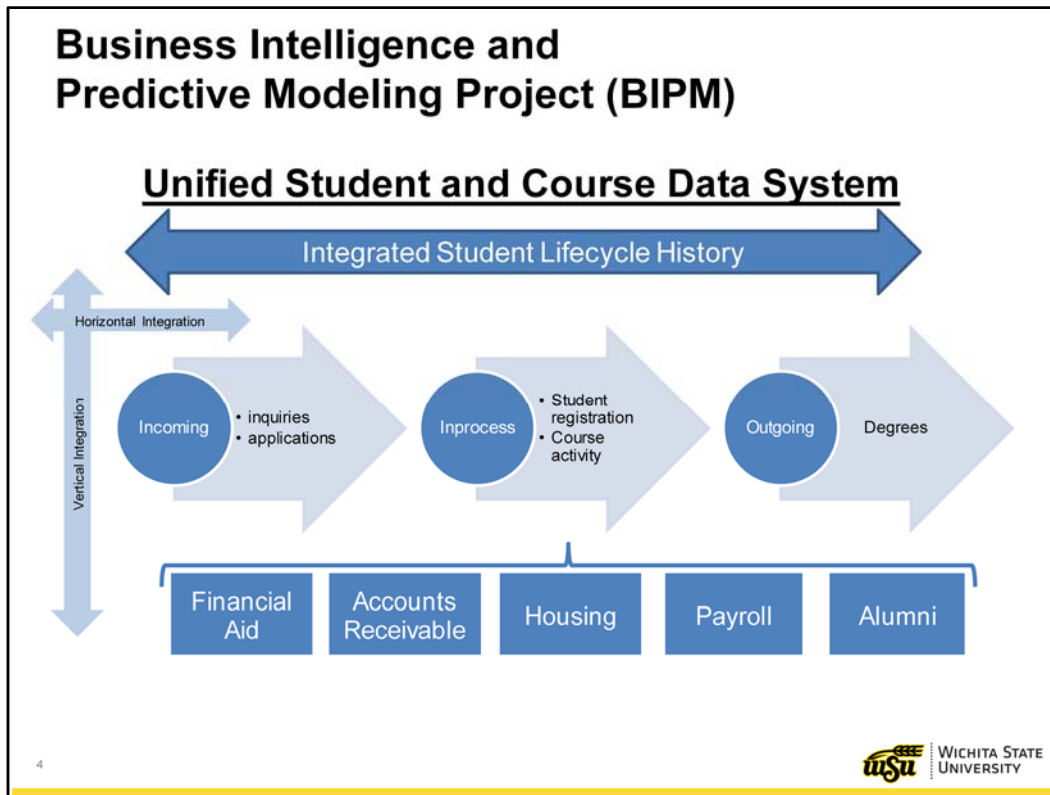 Business Intelligence and
Predictive Modeling Project (BIPM)
Unified Student and Course Data System
Integrated Student Lifecycle History
Horizontal Integration
Vertical Integration
Incoming
• inquiries
• applications
Inprocess
• Student
registration
• Course
activity
Outgoing
Degrees
Financial
Aid
Accounts
Receivable
Housing
Payroll
Alumni
4
wsu
WICHITA STATE
UNIVERSITY